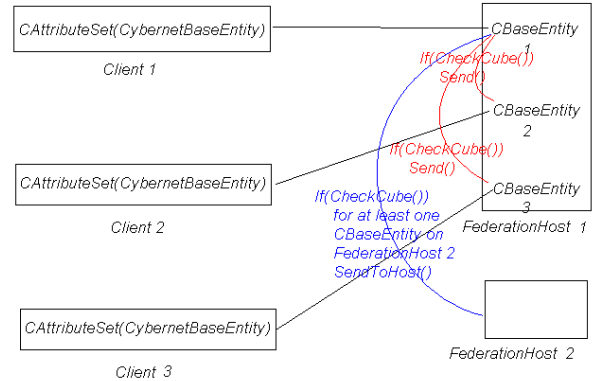 CAttributeSet(CybernetBaseEntity)
Client 1
CBaseEntity
1
If(CheckCube())
Send()
CBaseEntity
2
If(CheckCube())
Send()
CAttributeSet(CybernetBaseEntity)
Client 2
CBaseEntity
3
FederationHost 1
If(CheckCube())
for at least one
CBaseEntity on
FederationHost 2
SendToHost()
CAttributeSet(CybernetBaseEntity)
Client 3
FederationHost 2